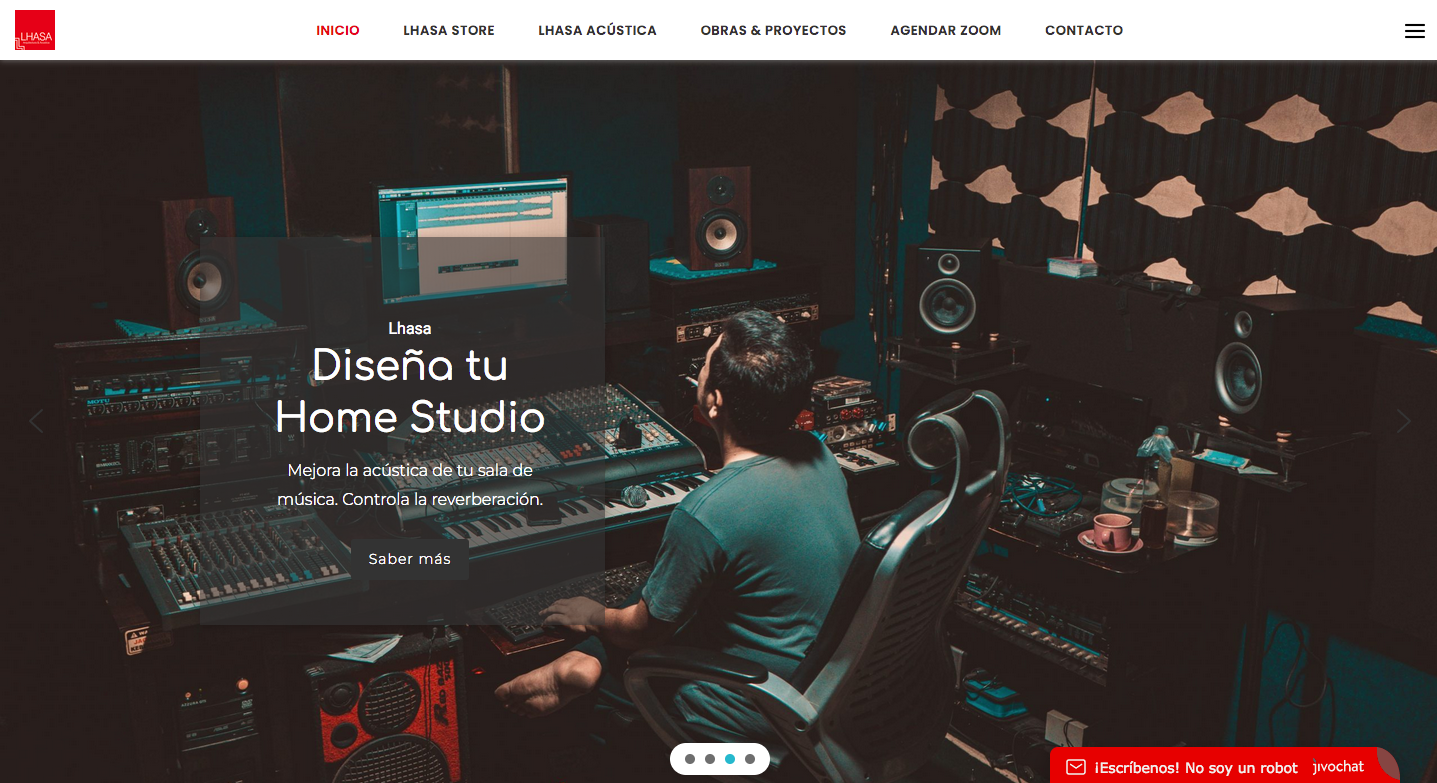 LHASA
INICIO
LHASA STORE
LHASA ACÚSTICA
OBRAS & PROYECTOS
AGENDAR ZOOM
CONTACTO
Lhasa
Diseña tu
Home Studio
Mejora la acústica de tu sala de
música. Controla la reverberación.
Saber más
MOTU
¡Escríbenos! No soy un robot
jivochat